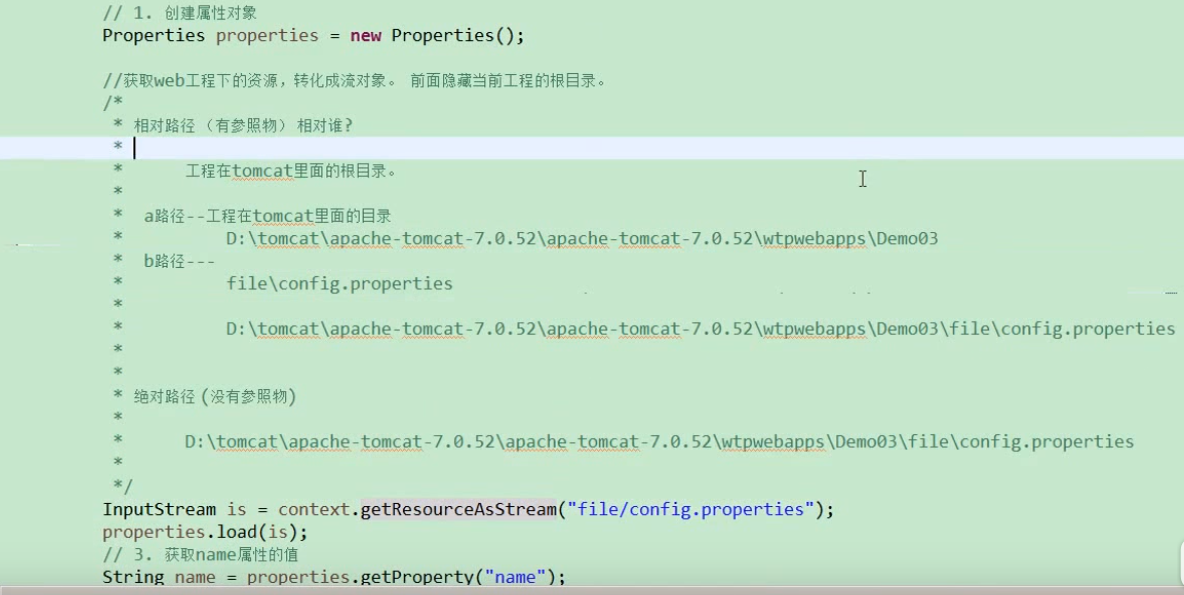 // 1. 创建属性对象
Properties properties = new Properties();
//获取web工程下的资源，转化成流对象。 前面隐藏当前工程的根目录。
/*
* 相对路径 （有参照物） 相对谁?
*
* 工程在tomcat里面的根目录。
*
* a路径--工程在tomcat里面的目录
* D:\tomcat\apache-tomcat-7.0.52\apache-tomcat-7.0.52\wtpwebapps\Demo03
* b路径---
* file\config.properties
*
* D:\tomcat\apache-tomcat-7.0.52\apache-tomcat-7.0.52\wtpwebapps\Demo03\file\config.properties
*
*
* 绝对路径 (没有参照物)
*
* D:\tomcat\apache-tomcat-7.0.52\apache-tomcat-7.0.52\wtpwebapps\Demo03\file\config.properties
*
*/
InputStream is = context.getResourceAsStream("file/config.properties");
properties.load(is);
// 3. 获取name属性的值
String name = properties.getProperty("name");